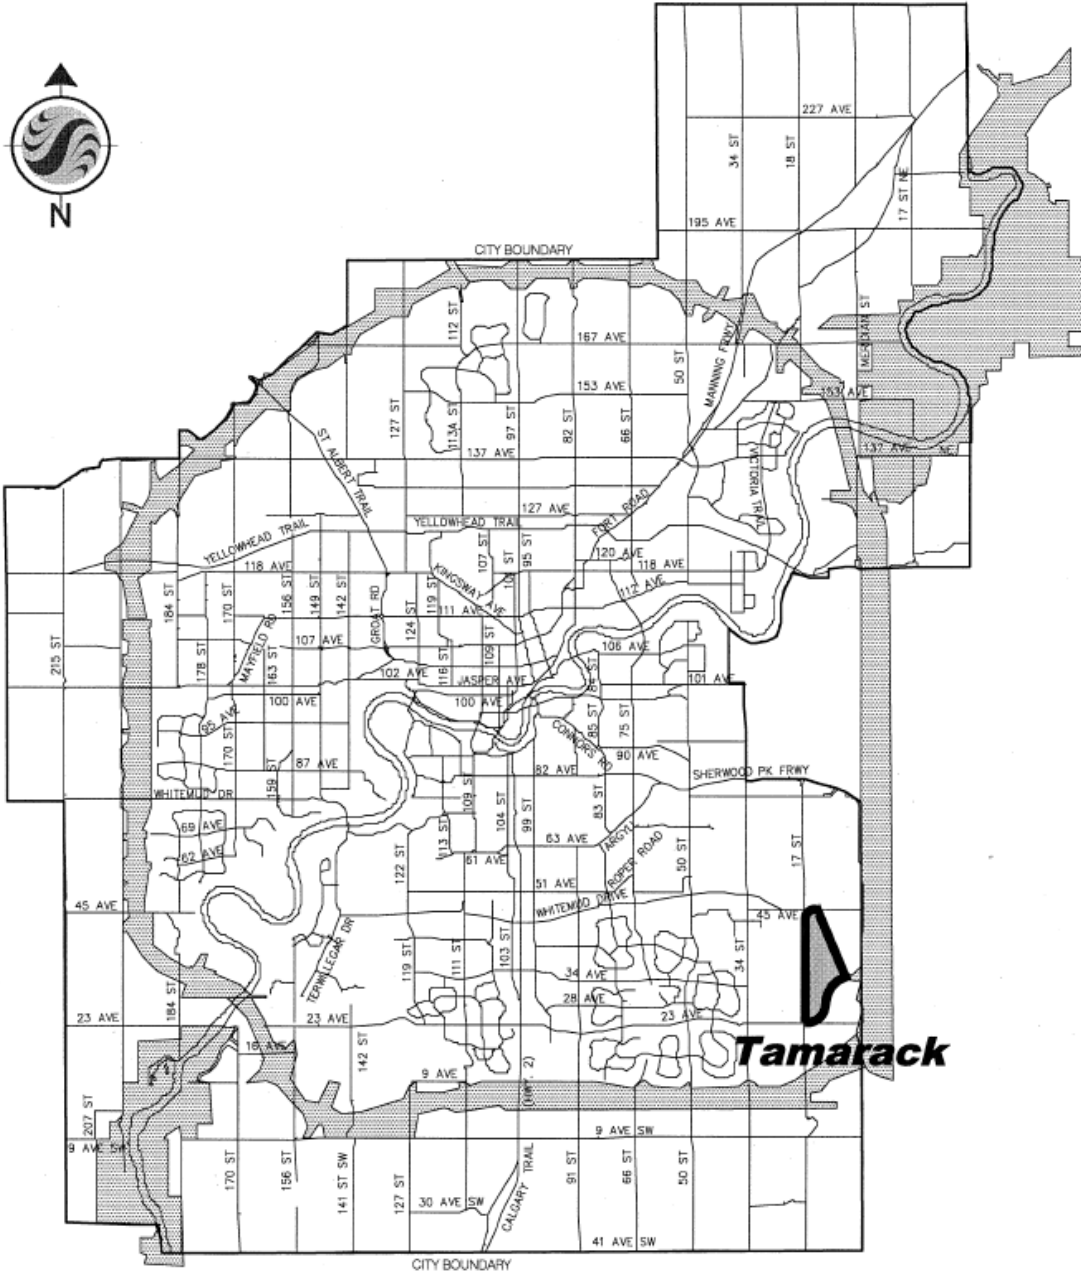 227 AVE
34 ST
18 ST
17 ST NE
N
195 AVE
CITY BOUNDARY
112 ST
167 AVE
MANNING FRWY
MERIDIAN ST
50 ST
153 AVE
153 AVE
127 ST
113A ST
97 ST
82 ST
66 ST
ST ALBERT TRAIL
137 AVE
137 AVE NE
VICTORIA TRAIL
127 AVE
FORT ROAD
YELLOWHEAD TRAIL
YELLOWHEAD TRAIL
107 ST
95 ST
120 AVE
118 AVE
118 AVE
KINGSWAY AVE
112 AVE
184 ST
170 ST
156 ST
149 ST
142 ST
GROAT RD
124 ST
119 ST
111 AVE
MAYFIELD RD
107 AVE
109 ST
106 AVE
215 ST
178 ST
163 ST
116 ST
102 AVE
JASPER AVE
101 AVE
100 AVE
100 AVE
95 AVE
85 ST
75 ST
CONNORS RD
90 AVE
170 ST
159 ST
87 AVE
82 AVE
SHERWOOD PK FRWY
WHITEMUD DR
109 ST
104 ST
99 ST
83 ST
69 AVE
113 ST
63 AVE
ARGYLL
62 AVE
122 ST
61 AVE
ROPER ROAD
50 ST
17 ST
51 AVE
WHITEMUD DRIVE
45 AVE
45 AVE
TERWILLEGAR DR
119 ST
111 ST
103 ST
34 ST
34 AVE
184 ST
28 AVE
23 AVE
23 AVE
23 AVE
Tamarack
16 AVE
142 ST
9 AVE
(HWY. 2)
207 ST
9 AVE SW
9 AVE SW
170 ST
156 ST
141 ST SW
127 ST
30 AVE SW
CALGARY TRAIL
91 ST
66 ST
50 ST
41 AVE SW
CITY BOUNDARY